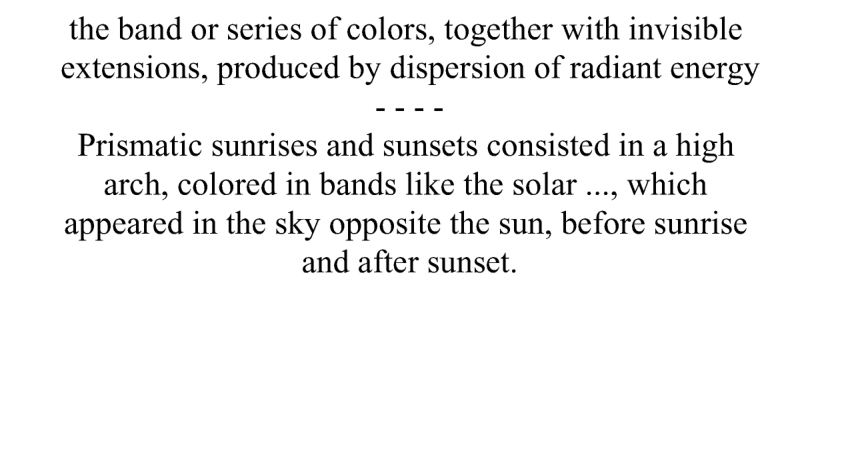 the band or series of colors, together with invisible
extensions, produced by dispersion of radiant energy
- - - -
Prismatic sunrises and sunsets consisted in a high
arch, colored in bands like the solar ..., which
appeared in the sky opposite the sun, before sunrise
and after sunset.